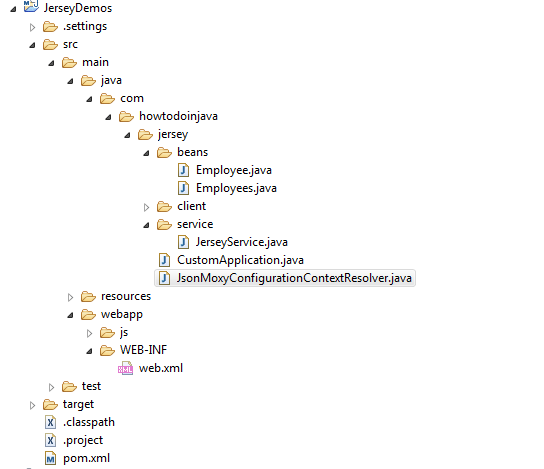 JerseyDemos
.settings
src
main
java
com
howtodoinjava
jersey
beans
Employee.java
Employees.java
client
service
JerseyService.java
CustomApplication.java
JsonMoxyConfigurationContextResolver.java
resources
webapp
js
WEB-INF
web.xml
test
target
.classpath
.project
pom.xml